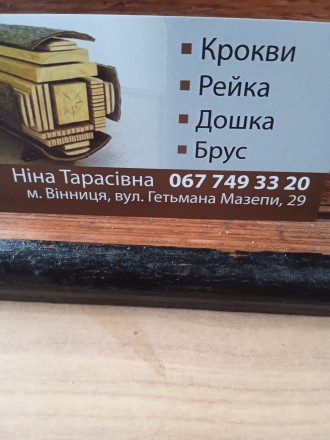 ▪ Крокви
▪ Рейка
▪ Дошка
▪ Брус
Ніна Тарасівна 067 749 33 20
м. Вінниця, вул. Гетьмана Мазепи, 29